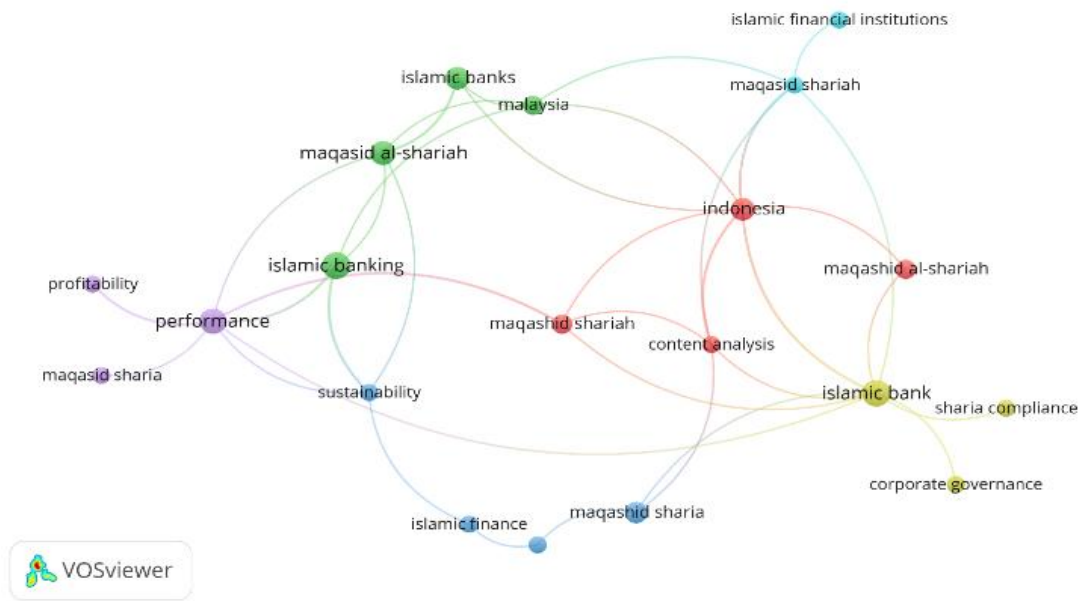 islamic financial institutions
islamic banks
maqasid shariah
malaysia
maqasid al-shariah
indonesia
islamic banking
maqashid al-shariah
profitability
performance
maqashid shariah
content analysis
maqasid sharia
sustainability
islamic bank
sharia compliance
corporate governance
maqashid sharia
islamic finance
VOSviewer